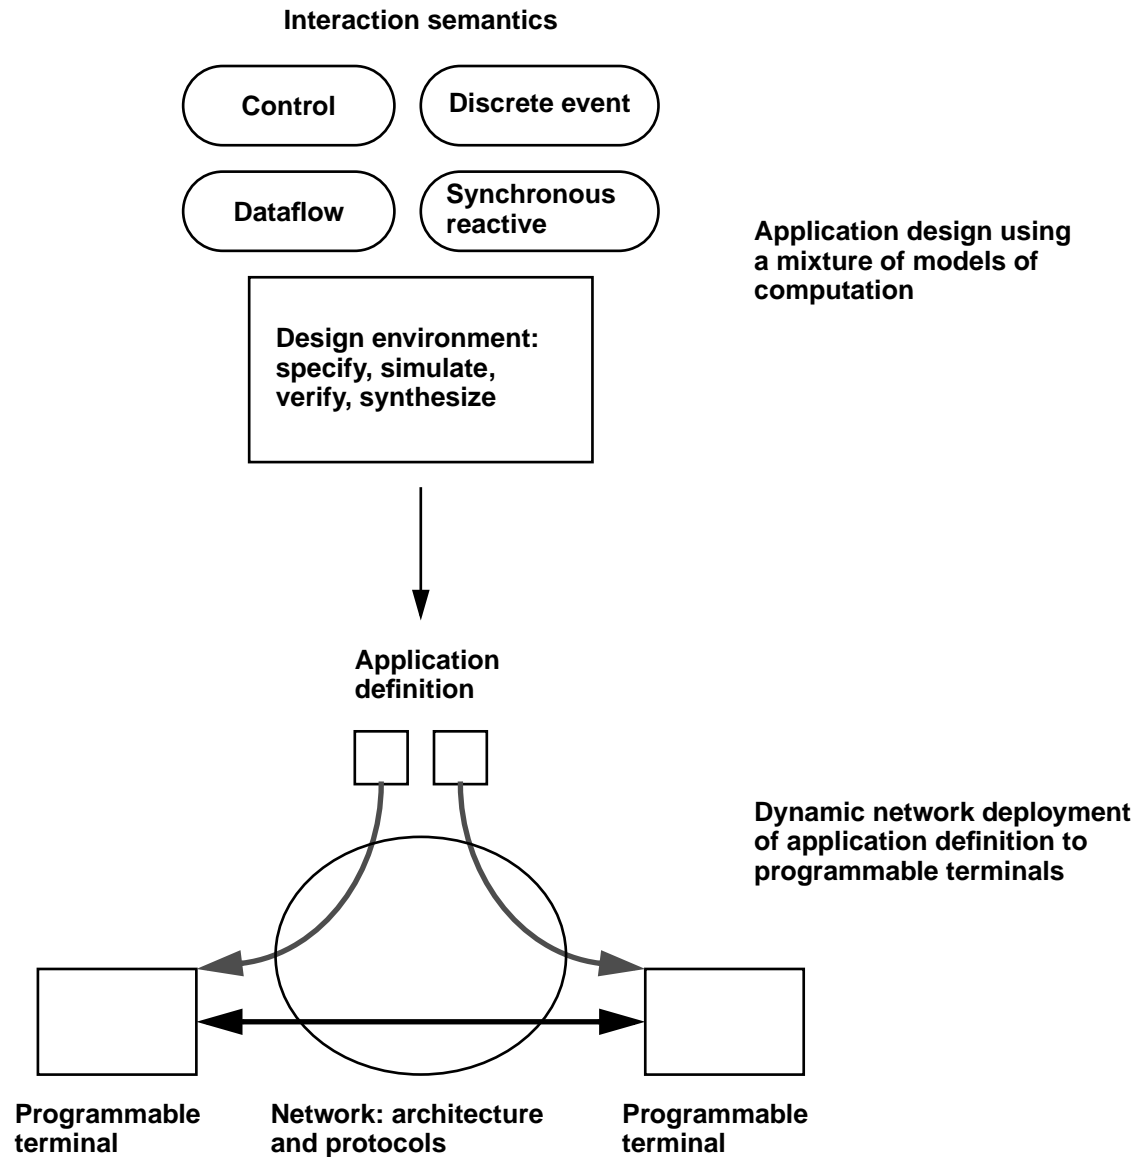 Interaction semantics
Control
Discrete event
Dataflow
Synchronous
reactive
Application design using
a mixture of models of
computation
Design environment:
specify, simulate,
verify, synthesize
Application
definition
Dynamic network deployment
of application definition to
programmable terminals
Programmable
terminal
Network: architecture
and protocols
Programmable
terminal